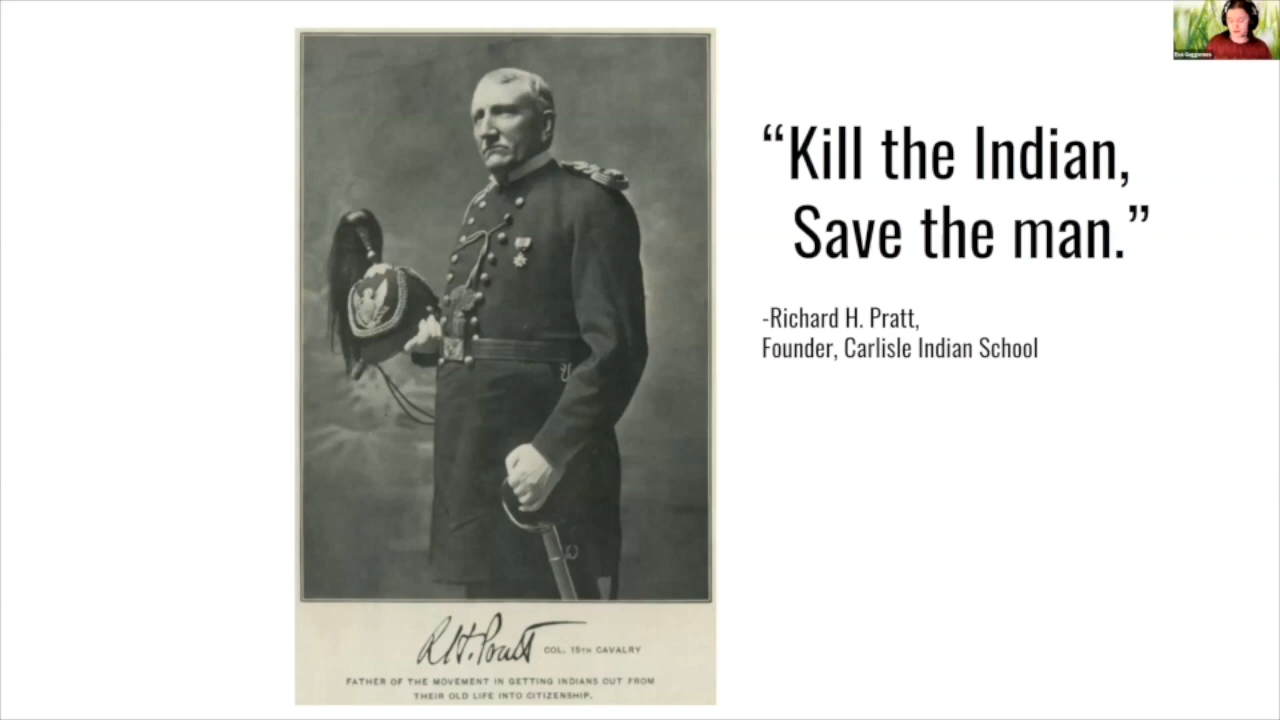 “Kill the Indian,
Save the man.”
-Richard H. Pratt,
Founder, Carlisle Indian School
R.H. Pratt COL. 15TH CAVALRY
FATHER OF THE MOVEMENT IN GETTING INDIANS OUT FROM
THEIR OLD LIFE INTO CITIZENSHIP.